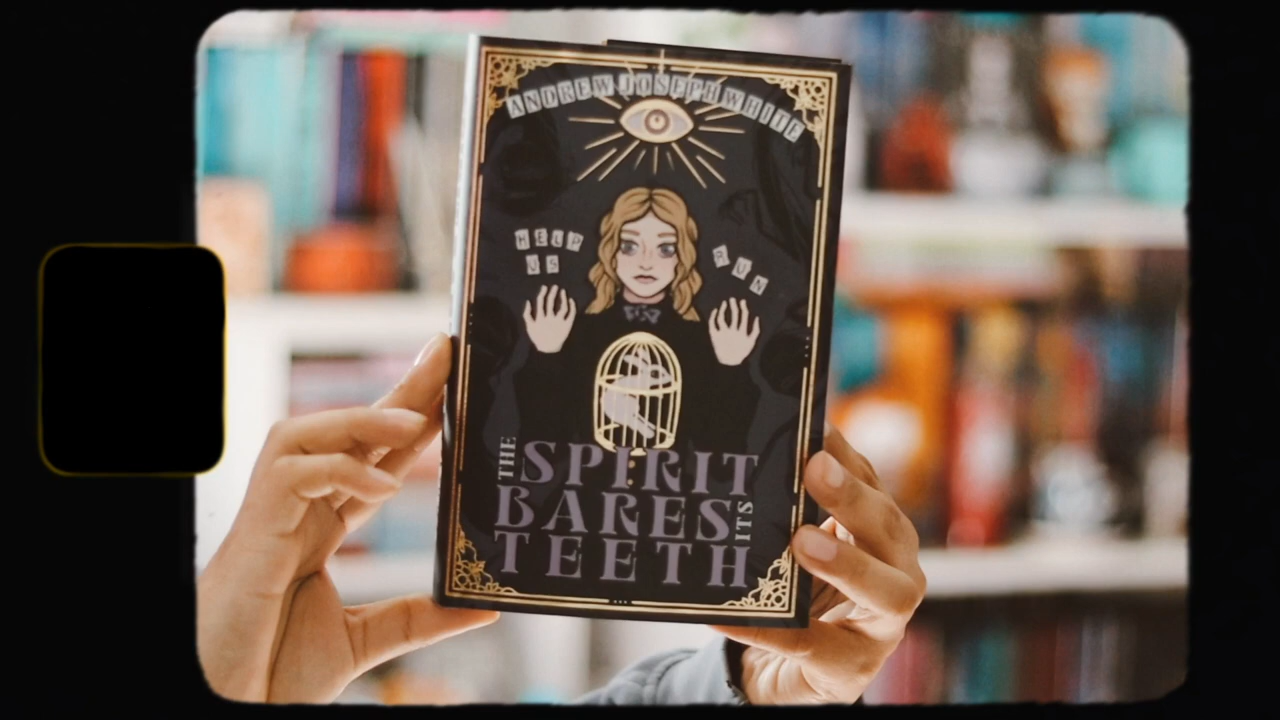 ANDREW JOSEPH WHITE
HELP
US
RUN
THE
SPIRIT
BARES
ITS
TEETH